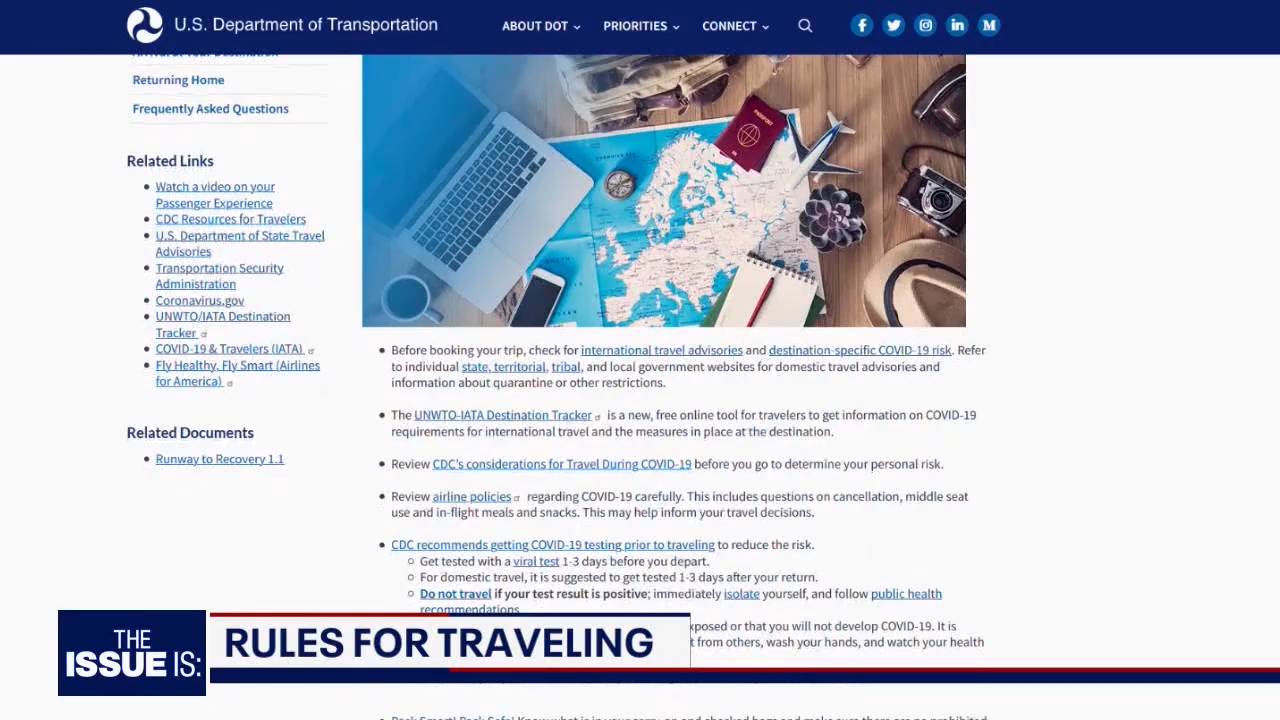 U.S. Department of Transportation
ABOUT DOT
PRIORITIES
CONNECT
Arrival at Your Destination
Returning Home
Frequently Asked Questions
Related Links
Watch a video on your
Passenger Experience
CDC Resources for Travelers
U.S. Department of State Travel
Advisories
Transportation Security
Administration
Coronavirus.gov
UNWTO/IATA Destination
Tracker
COVID-19 & Travelers (IATA)
Fly Healthy, Fly Smart (Airlines
for America)
Related Documents
Runway to Recovery 1.1
PASSPORT
Before booking your trip, check for international travel advisories and destination-specific COVID-19 risk. Refer
to individual state, territorial, tribal, and local government websites for domestic travel advisories and
information about quarantine or other restrictions.
The UNWTO-IATA Destination Tracker is a new, free online tool for travelers to get information on COVID-19
requirements for international travel and the measures in place at the destination.
Review CDC's considerations for Travel During COVID-19 before you go to determine your personal risk.
Review airline policies regarding COVID-19 carefully. This includes questions on cancellation, middle seat
use and in-flight meals and snacks. This may help inform your travel decisions.
CDC recommends getting COVID-19 testing prior to traveling to reduce the risk.
Get tested with a viral test 1-3 days before you depart.
For domestic travel, it is suggested to get tested 1-3 days after your return.
Do not travel if your test result is positive; immediately isolate yourself, and follow public health
recommendations.
xposed or that you will not develop COVID-19. It is
t from others, wash your hands, and watch your health
THE
ISSUE IS:
RULES FOR TRAVELING